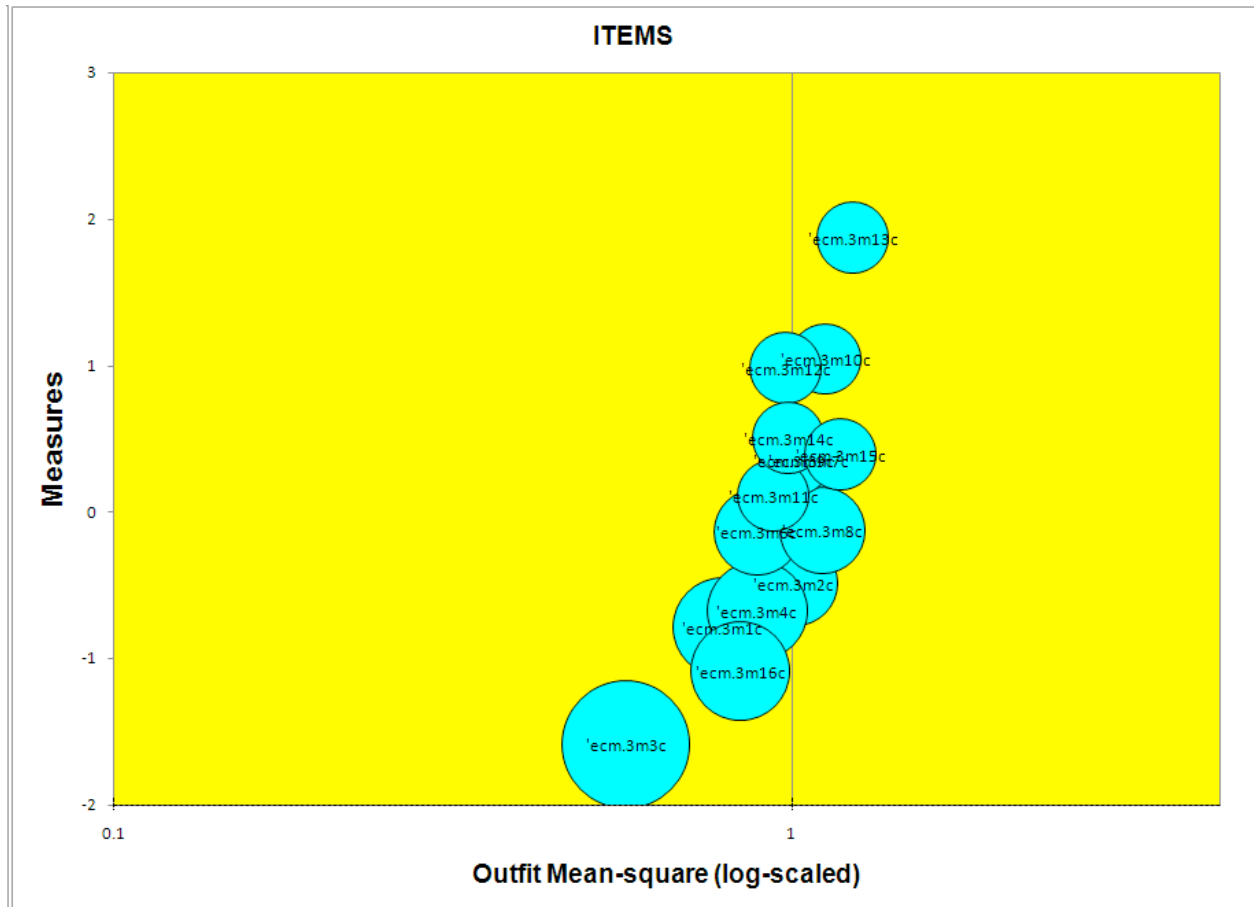 ITEMS
3
2
1
0
-1
-2
Measures
'ecm.3m13c
'ecm.3m10c
'ecm.3m12c
'ecm.3m14c
'ecm.3m15c
'ecm.3m11c
'ecm.3m8c
'ecm.3m2c
'ecm.3m4c
'ecm.3m1c
'ecm.3m16c
'ecm.3m3c
0.1
1
Outfit Mean-square (log-scaled)